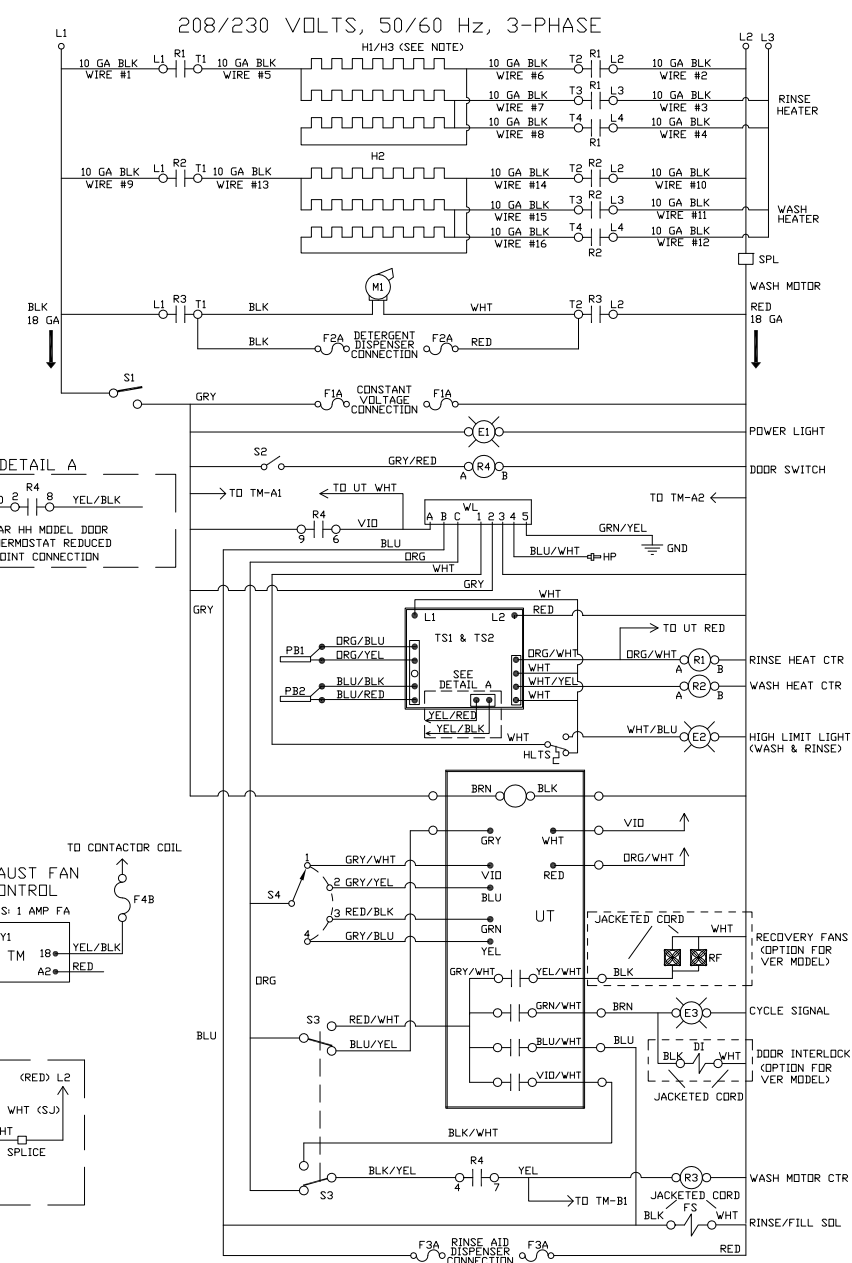 208/230 VOLTS, 50/60 Hz, 3-PHASE
L1
L2 L3
H1/H3 (SEE NOTE)
10 GA BLK L1 R1 T1 10 GA BLK 10 GA BLK T2 R1 L2 10 GA BLK
WIRE #1 WIRE #5 WIRE #6 WIRE #2
10 GA BLK T3 R1 L3 10 GA BLK
WIRE #7 WIRE #3
RINSE
HEATER
10 GA BLK T4 L4 10 GA BLK
WIRE #8 R1 WIRE #4
H2
10 GA BLK L1 R2 T1 10 GA BLK 10 GA BLK T2 R2 L2 10 GA BLK
WIRE #9 WIRE #13 WIRE #14 WIRE #10
10 GA BLK T3 R2 L3 10 GA BLK
WIRE #15 WIRE #11
WASH
HEATER
10 GA BLK T4 L4 10 GA BLK
WIRE #16 R2 WIRE #12
SPL
M1
WASH MOTOR
BLK
18 GA
L1 R3 T1 BLK WHT T2 R3 L2
RED
18 GA
BLK F2A DETERGENT
DISPENSER
CONNECTION F2A RED
S1
GRY F1A CONSTANT
VOLTAGE
CONNECTION F1A
E1 POWER LIGHT
S2 GRY/RED A R4 B DOOR SWITCH
DETAIL A
2 R4 8 YEL/BLK
AR HH MODEL DOOR
ERMOSTAT REDUCED
OINT CONNECTION
TO TM-A1 TO UT WHT TO TM-A2
WL
A B C 1 2 3 4 5
9 R4 6 VIO
GRN/YEL
GND
BLU
ORG
BLU/WHT HP
WHT
GRY
GRY
WHT
RED
L1 L2
TS1 & TS2
TO UT RED
PB1 ORG/BLU
ORG/YEL
ORG/WHT ORG/WHT A R1 B RINSE HEAT CTR
WHT
SEE
DETAIL A
PB2 BLU/BLK
BLU/RED
WHT/YEL A R2 B WASH HEAT CTR
WHT
YEL/RED
YEL/BLK
WHT
HLTS
WHT/BLU E2 HIGH LIMIT LIGHT
(WASH & RINSE)
BRN BLK
GRY WHT VIO
S4
1 GRY/WHT VIO RED ORG/WHT
2 GRY/YEL BLU
3 RED/BLK GRN
4 GRY/BLU YEL
UT
TO CONTACTOR COIL
AUST FAN
ONTROL
S: 1 AMP FA
F4B
Y1
TM 18 YEL/BLK
A2 RED
JACKETED CORD
WHT
RF
RECOVERY FANS
(OPTION FOR
VER MODEL)
GRY/WHT YEL/WHT BLK
ORG
GRN/WHT BRN E3 CYCLE SIGNAL
S3 RED/WHT
BLU/YEL
BLU
BLU/WHT BLU
BLK DI WHT
DOOR INTERLOCK
(OPTION FOR
VER MODEL)
JACKETED CORD
VIO/WHT
(RED) L2
WHT (SJ)
HT
SPLICE
BLK/WHT
S3 BLK/YEL 4 R4 7 YEL R3 WASH MOTOR CTR
TO TM-B1
JACKETED CORD
BLK FS WHT RINSE/FILL SOL
F3A RINSE AID
DISPENSER
CONNECTION F3A RED